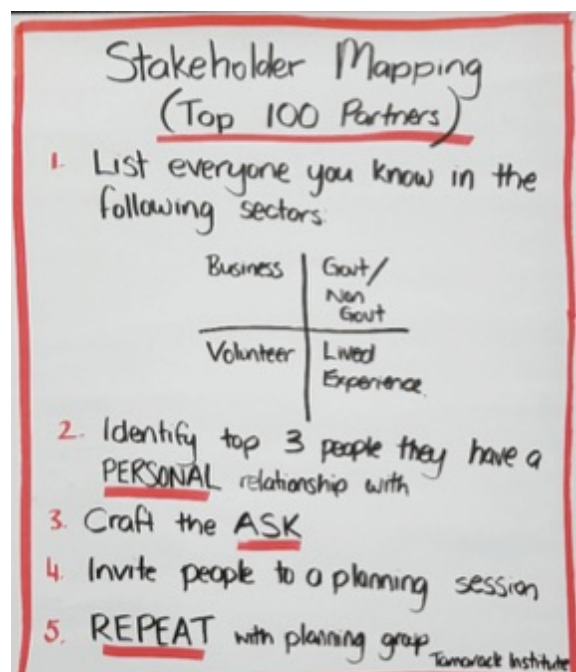 Stakeholder Mapping
(Top 100 Partners)
1. List everyone you know in the
following sectors:
Business
Govt/
Non
Govt
Volunteer
Lived
Experience.
2. Identify top 3 people they have a
PERSONAL relationship with
3. Craft the ASK
4. Invite people to a planning session
5. REPEAT with planning group
Tamarack Institute